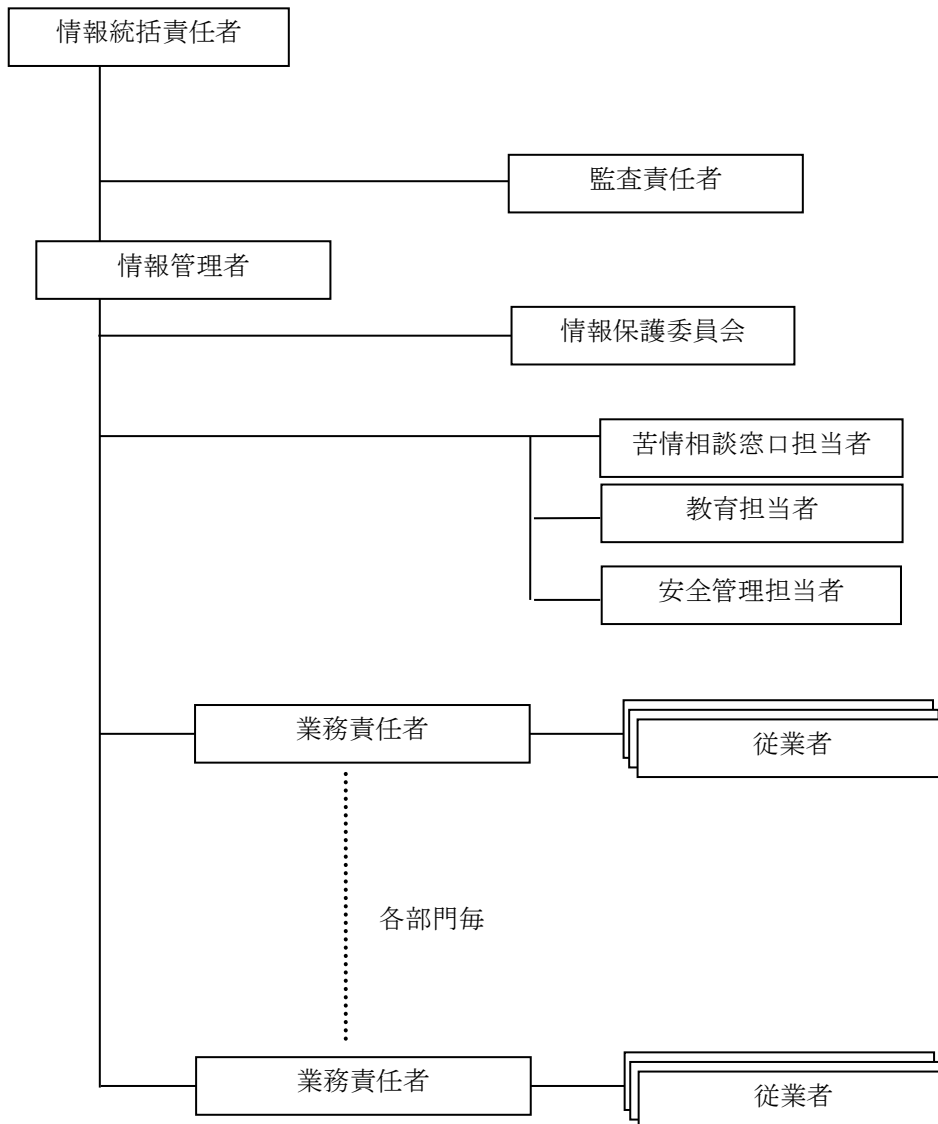 情報統括責任者
監査責任者
情報管理者
情報保護委員会
苦情相談窓口担当者
教育担当者
安全管理担当者
業務責任者
従業者
各部門毎
業務責任者
従業者